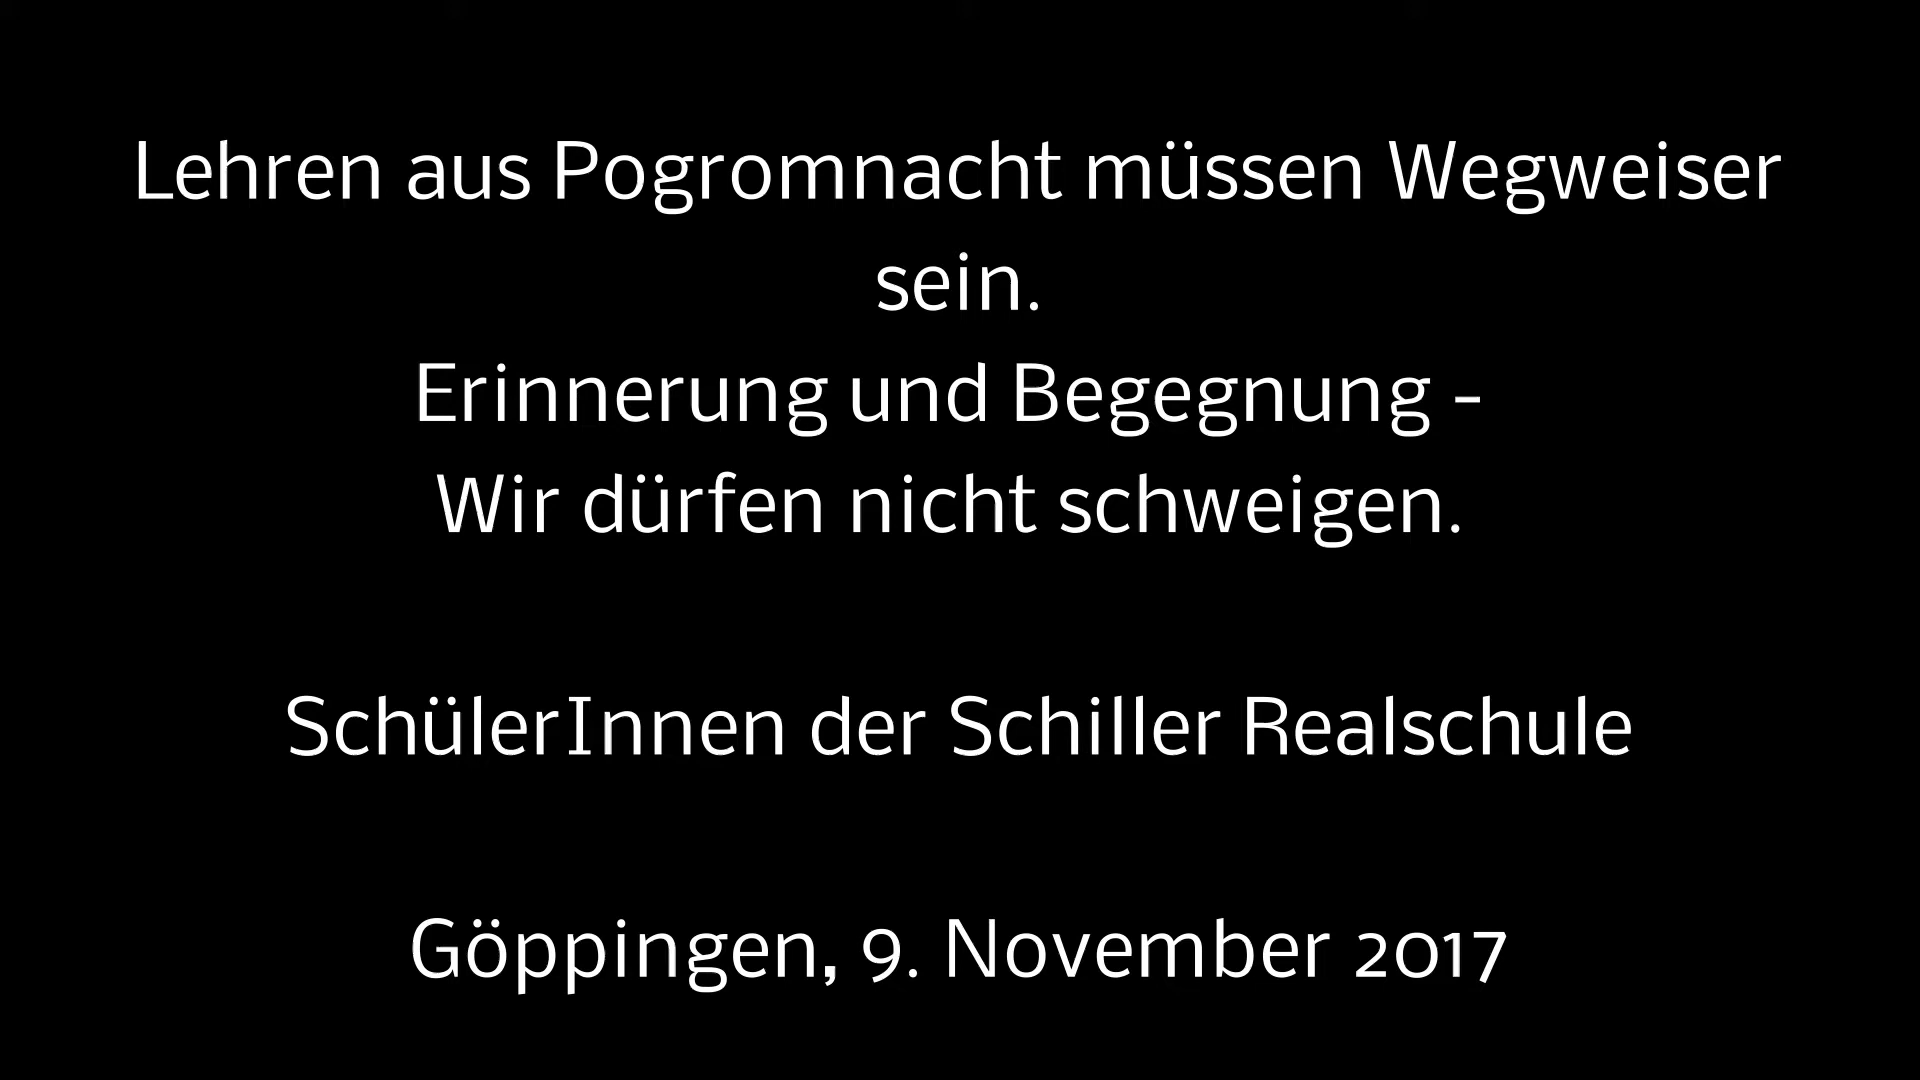 Lehren aus Pogromnacht müssen Wegweiser
sein.
Erinnerung und Begegnung -
Wir dürfen nicht schweigen.
SchülerInnen der Schiller Realschule
Göppingen, 9. November 2017